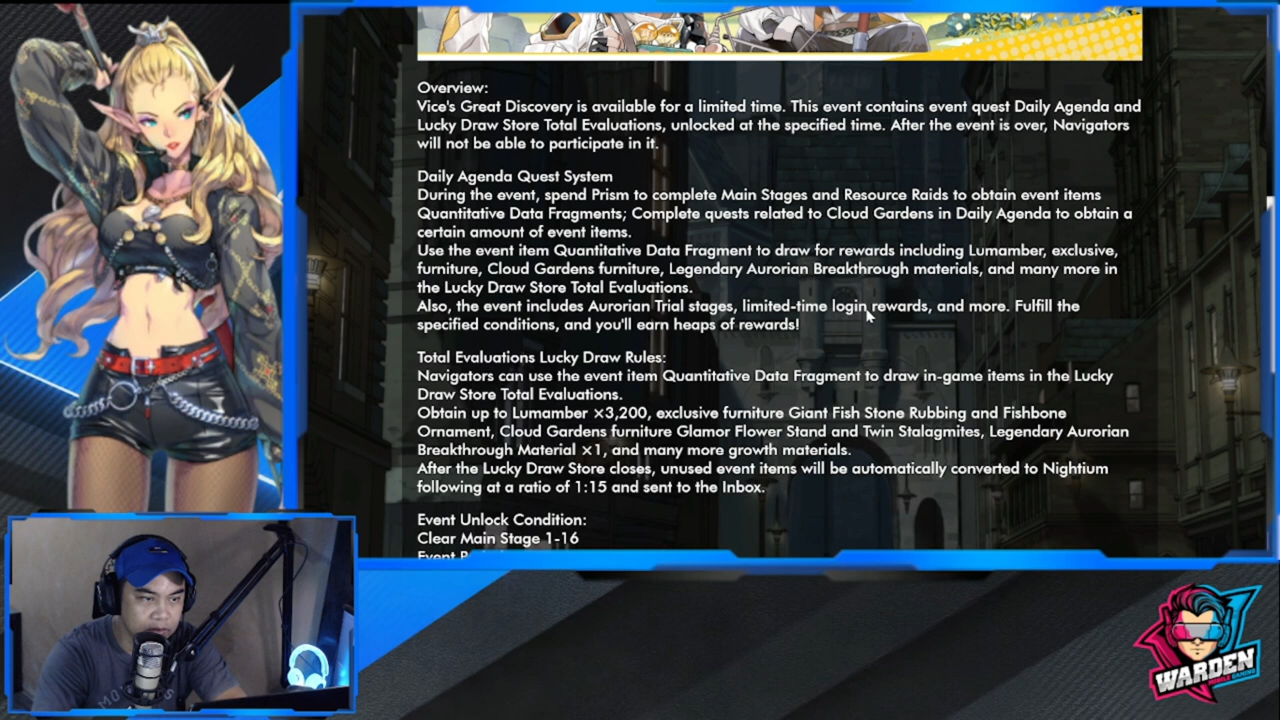 Overview:
Vice's Great Discovery is available for a limited time. This event contains event quest Daily Agenda and
Lucky Draw Store Total Evaluations, unlocked at the specified time. After the event is over, Navigators
will not be able to participate in it.
Daily Agenda Quest System
During the event, spend Prism to complete Main Stages and Resource Raids to obtain event items
Quantitative Data Fragments; Complete quests related to Cloud Gardens in Daily Agenda to obtain a
certain amount of event items.
Use the event item Quantitative Data Fragment to draw for rewards including Lumamber, exclusive,
furniture, Cloud Gardens furniture, Legendary Aurorian Breakthrough materials, and many more in
the Lucky Draw Store Total Evaluations.
Also, the event includes Aurorian Trial stages, limited-time login rewards, and more. Fulfill the
specified conditions, and you'll earn heaps of rewards!
Total Evaluations Lucky Draw Rules:
Navigators can use the event item Quantitative Data Fragment to draw in-game items in the Lucky
Draw Store Total Evaluations.
Obtain up to Lumamber ×3,200, exclusive furniture Giant Fish Stone Rubbing and Fishbone
Ornament, Cloud Gardens furniture Glamor Flower Stand and Twin Stalagmites, Legendary Aurorian
Breakthrough Material ×1, and many more growth materials.
After the Lucky Draw Store closes, unused event items will be automatically converted to Nightium
following at a ratio of 1:15 and sent to the Inbox.
Event Unlock Condition:
Clear Main Stage 1-16
Event
WARDEN
MOBILE GAMING